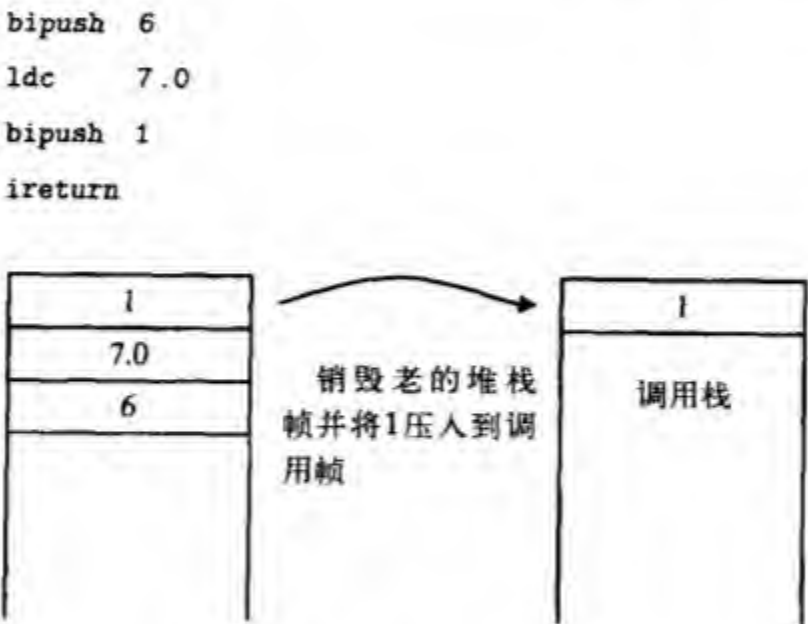 bipush 6
ldc 7.0
bipush 1
ireturn
1
7.0
6
销毁老的堆栈
帧并将1压人到调
用帧
1
调用栈